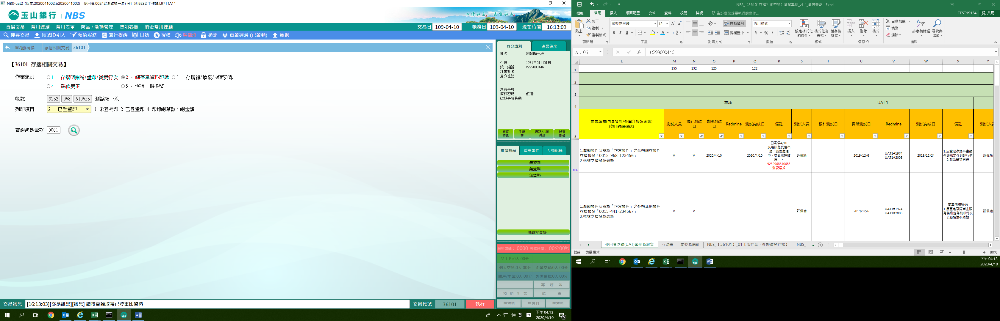 NBS-uat2 (版本:2020041002.b2020041002) 使用者:00242(測試櫃一辰) 分行別:9232 工作站:L9711A11
玉山銀行 | NBS
心清如玉, 義重如山
自選交易 常用連結 常用表單 商品 / 活動管理 智能客服 消金常用連結
交易日 109-04-10 帳務日 109-04-10 現在時間 16:13:09
搜尋交易 帳號ID引入 預約服務 蒞行提醒 日誌 授權 廣播:9 鎖定 重啟週邊 (已啟動) 簽退
單/摺(補換.. 存摺相關交易 36101
【36101 存摺相關交易】
作業類別 1 - 存摺明細補/重印/變更行次 2 - 綜存單資料印錄 3 - 存摺補/換發/封面列印
4 - 磁條更正 5 - 恢復一摺多幣
帳號 9232 968 610653 測試顏一地
列印項目 2 - 已登重印 1-未登補印 2-已登重印 4-印錄總筆數、總金額
查詢起始筆次 0001
身分識別 產品往來
姓名 測試顏一地
生日 1981年01月01日
統一編號 C299000446
理專姓名
身分註記
注意事項
簡訊密碼 使用中
近期事故異動
顧客資訊 手續費 通路/共同行銷 顧客影像
推薦商品 重要事件 互動記錄
無資料
無資料
無資料
一般轉介登錄
服務號碼： 0000 等候時間： 00分00秒
V I P :0人 00分
個人交易:0人 00分 企業交易:0人 00分
開戶/申請:0人 00分 外匯業務:0人 00分
再 呼 叫
預 約 叫 號 結 束
無資料 無資料 無資料
交易訊息 [16:13:03][交易訊息][訊息] 請按查詢取得已登重印資料
交易代號 36101 執行
英
下午 04:13
2020/4/10
5
NBS_【36101存摺相關交易】測試案例_v1.4_測資盤點 - Excel
檔案 常用 插入 版面配置 公式 資料 校閱 檢視 告訴我您想要執行的動作... TEST19134 共用
貼上 剪下 複製 複製格式 剪貼簿
微軟正黑體 12 B I U 字型
自動換列 跨欄置中 對齊方式
通用格式 $ % 數值
設定格式化的條件 格式化為表格 儲存格樣式 樣式
插入 刪除 格式 儲存格
自動加總 填滿 清除 排序與篩選 尋找與選取 編輯
AL106 fx C299000446
L M N O P Q R S T U V W X Y
1 155 132 125 122
2
3
4 專項 UAT 1
5 前置準備(包含資料/外圍介接系統等)
(與IT討論確認)
測試人員 預計測試日 實際測試日 Redmine 測試完成日 備註 測試人員 預計測試日 實際測試日 Redmine 測試完成日 備註 測試人員
1.產製帳戶狀態為「正常帳戶」之台幣綜存帳戶
存摺帳號「0015-968-123456」
2.帳號之摺號為最新
V V 2020/4/10 2020/4/10
已寄信4/10
交易訊息反覆出
現「交易處理
中、交易處理結
束」。
9232968610653
測資壞掉
許佩瑜 2019/12/6
UAT1#1974
UAT1#2005
2019/12/24
1.反查定存歸戶金額
有誤和定存列印行次
2.起始筆次有誤
許佩瑜
106
1.產製帳戶狀態為「正常帳戶」之外幣活期帳戶
存摺帳號「0015-441-234567」
2.帳號之摺號為最新
V V 許佩瑜 2019/12/6
UAT1#1974
UAT1#2005
同案例編號99
1.反查定存歸戶金額
有誤和定存列印行次
2.起始筆次有誤
許佩瑜
使用者測試(UAT)案例＆報告 互助表 本交易統計 NBS_【36101】_01【活存台、外幣補登存摺】 NBS_ ...
就緒 篩選模式 80%
下午 04:13
2020/4/10